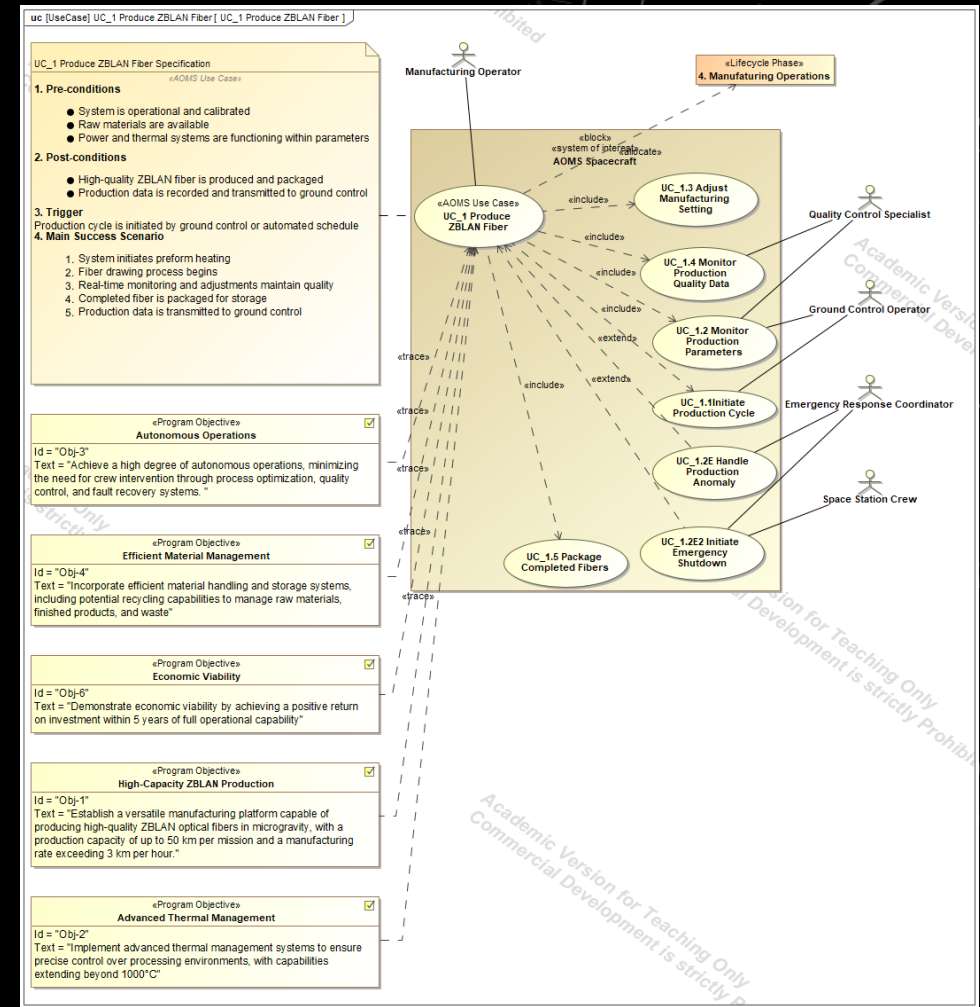 uc [UseCase] UC_1 Produce ZBLAN Fiber [ UC_1 Produce ZBLAN Fiber ]
UC_1 Produce ZBLAN Fiber Specification
«AOMS Use Case»
1. Pre-conditions
● System is operational and calibrated
● Raw materials are available
● Power and thermal systems are functioning within parameters
2. Post-conditions
● High-quality ZBLAN fiber is produced and packaged
● Production data is recorded and transmitted to ground control
3. Trigger
Production cycle is initiated by ground control or automated schedule
4. Main Success Scenario
1. System initiates preform heating
2. Fiber drawing process begins
3. Real-time monitoring and adjustments maintain quality
4. Completed fiber is packaged for storage
5. Production data is transmitted to ground control
Manufacturing Operator
«Lifecycle Phase»
4. Manufaturing Operations
«block»
«system of interest»
«allocate»
AOMS Spacecraft
«AOMS Use Case»
UC_1 Produce
ZBLAN Fiber
«include»
UC_1.3 Adjust
Manufacturing
Setting
«include»
UC_1.4 Monitor
Production
Quality Data
«include»
UC_1.2 Monitor
Production
Parameters
«include»
UC_1.1Initiate
Production Cycle
«extend»
UC_1.2E Handle
Production
Anomaly
«extend»
UC_1.2E2 Initiate
Emergency
Shutdown
«include»
UC_1.5 Package
Completed Fibers
Quality Control Specialist
Ground Control Operator
Emergency Response Coordinator
Space Station Crew
«trace»
«trace»
«trace»
«trace»
«trace»
«Program Objective»
Autonomous Operations
Id = "Obj-3"
Text = "Achieve a high degree of autonomous operations, minimizing
the need for crew intervention through process optimization, quality
control, and fault recovery systems. "
«Program Objective»
Efficient Material Management
Id = "Obj-4"
Text = "Incorporate efficient material handling and storage systems,
including potential recycling capabilities to manage raw materials,
finished products, and waste"
«Program Objective»
Economic Viability
Id = "Obj-6"
Text = "Demonstrate economic viability by achieving a positive return
on investment within 5 years of full operational capability"
«Program Objective»
High-Capacity ZBLAN Production
Id = "Obj-1"
Text = "Establish a versatile manufacturing platform capable of
producing high-quality ZBLAN optical fibers in microgravity, with a
production capacity of up to 50 km per mission and a manufacturing
rate exceeding 3 km per hour."
«Program Objective»
Advanced Thermal Management
Id = "Obj-2"
Text = "Implement advanced thermal management systems to ensure
precise control over processing environments, with capabilities
extending beyond 1000°C"
Academic Version for Teaching Only
Commercial Development is strictly